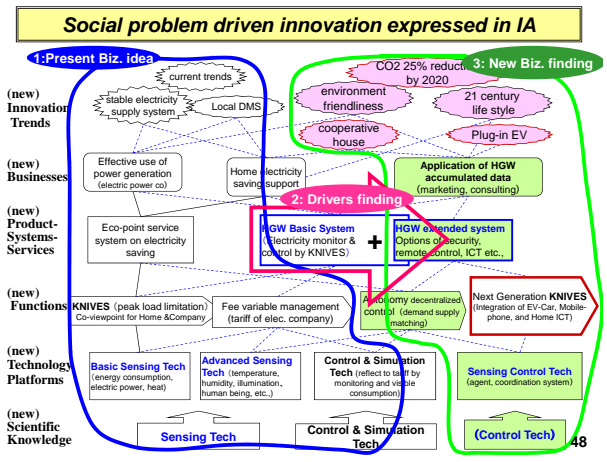 Social problem driven innovation expressed in IA
1:Present Biz. idea
3: New Biz. finding
current trends
CO2 25% reducti
by 2020
(new)
Innovation
Trends
stable electricity
supply system
Local DMS
environment
friendliness
21 century
life style
cooperative
house
Plug-in EV
(new)
Businesses
Effective use of
power generation
(electric power co)
Home electricity
saving support
Application of HGW
accumulated data
(marketing, consulting)
2: Drivers finding
(new)
Product-
Systems-
Services
Eco-point service
system on electricity
saving
HGW Basic System
(Electricity monitor &
control by KNIVES)
+
HGW extended system
Options of security,
remote control, ICT etc.,
(new)
Functions
KNIVES (peak load limitation)
Co-viewpoint for Home &Company
Fee variable management
(tariff of elec. company)
Autonomy decentralized
control (demand supply
matching)
Next Generation KNIVES
(Integration of EV-Car, Mobile-
phone, and Home ICT)
(new)
Technology
Platforms
Basic Sensing Tech
(energy consumption,
electric power, heat)
Advanced Sensing
Tech (temperature,
humidity, illumination,
human being, etc.,)
Control & Simulation
Tech (reflect to tariff by
monitoring and visible
consumption)
Sensing Control Tech
(agent, coordination system)
(new)
Scientific
Knowledge
Sensing Tech
Control & Simulation
Tech
(Control Tech)
48